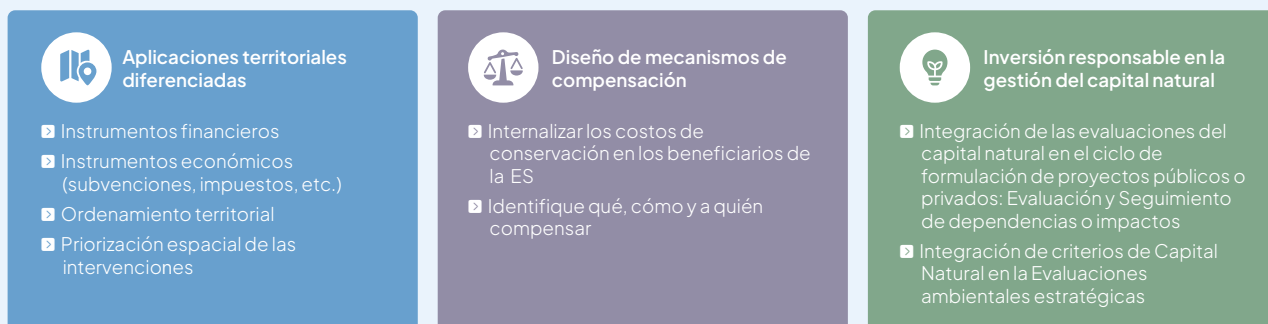 Aplicaciones territoriales
diferenciadas
Instrumentos financieros
Instrumentos económicos
(subvenciones, impuestos, etc.)
Ordenamiento territorial
Priorización espacial de las
intervenciones
Diseño de mecanismos de
compensación
Internalizar los costos de
conservación en los beneficiarios de
la ES
Identifique qué, cómo y a quién
compensar
Inversión responsable en la
gestión del capital natural
Integración de las evaluaciones del
capital natural en el ciclo de
formulación de proyectos públicos o
privados: Evaluación y Seguimiento
de dependencias o impactos
Integración de criterios de Capital
Natural en la Evaluaciones
ambientales estratégicas